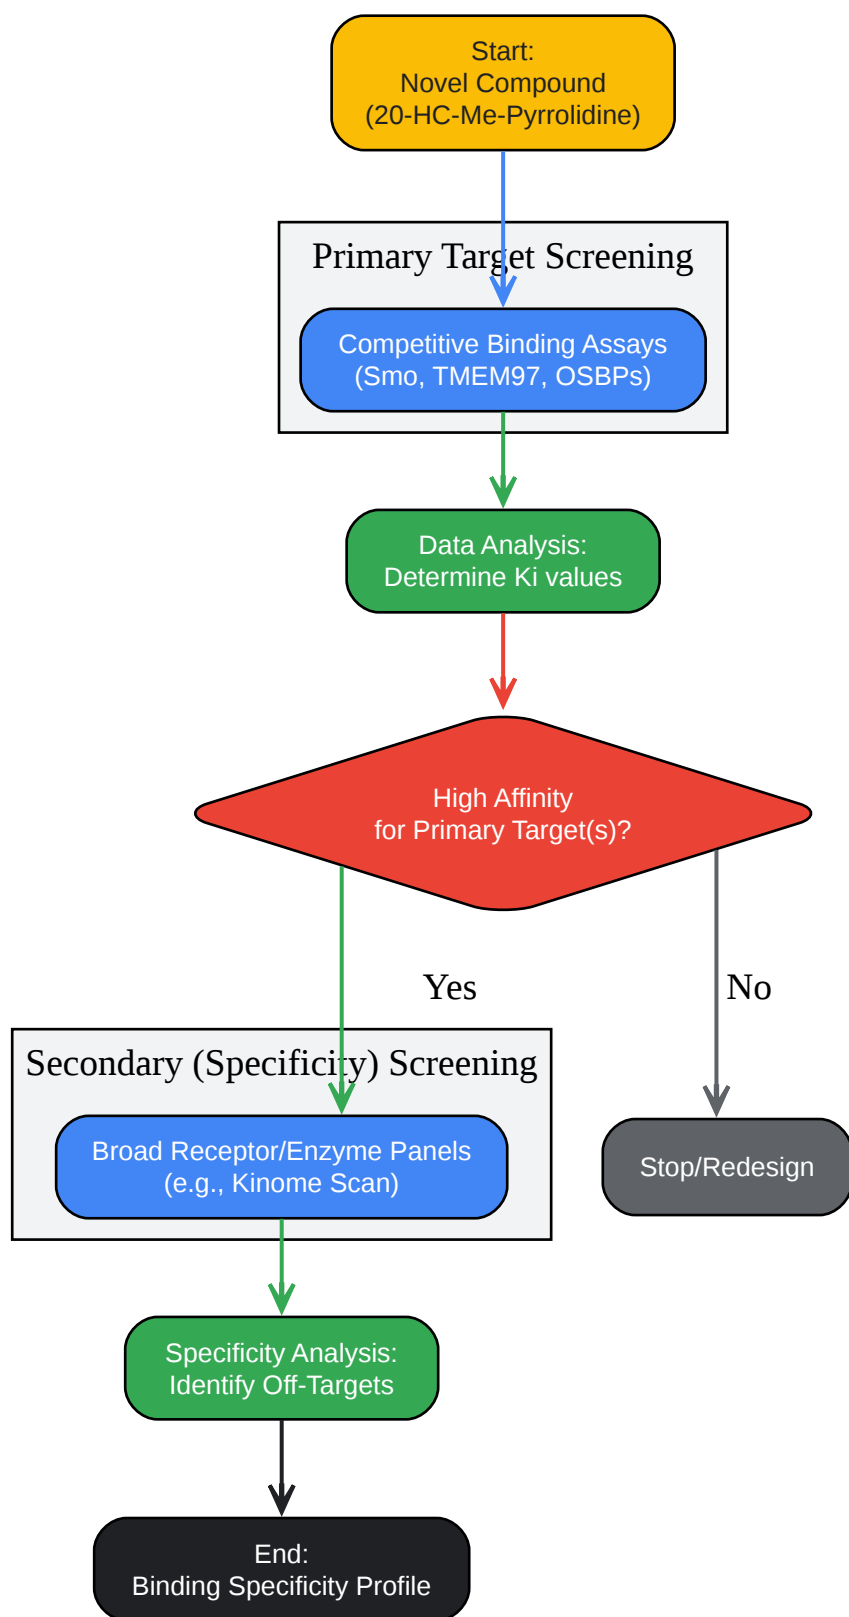 Start:
Novel Compound
(20-HC-Me-Pyrrolidine)
Primary Target Screening
Competitive Binding Assays
(Smo, TMEM97, OSBPs)
Data Analysis:
Determine Ki values
High Affinity
for Primary Target(s)?
Yes
No
Secondary (Specificity) Screening
Broad Receptor/Enzyme Panels
(e.g., Kinome Scan)
Stop/Redesign
Specificity Analysis:
Identify Off-Targets
End:
Binding Specificity Profile